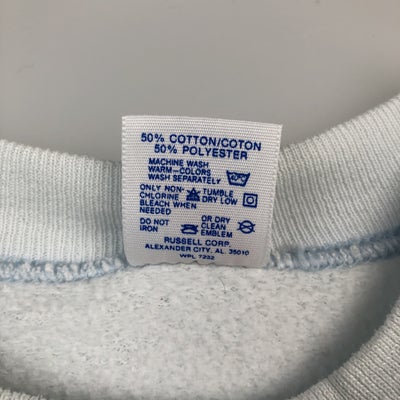 50% COTTON/COTON
50% POLYESTER
MACHINE WASH
WARM-COLORS
WASH SEPARATELY
ONLY NON- TUMBLE
CHLORINE DRY LOW
BLEACH WHEN
NEEDED
DO NOT OR DRY
IRON CLEAN
EMBLEM
RUSSELL CORP.
ALEXANDER CITY, AL 35010
WPL 7232